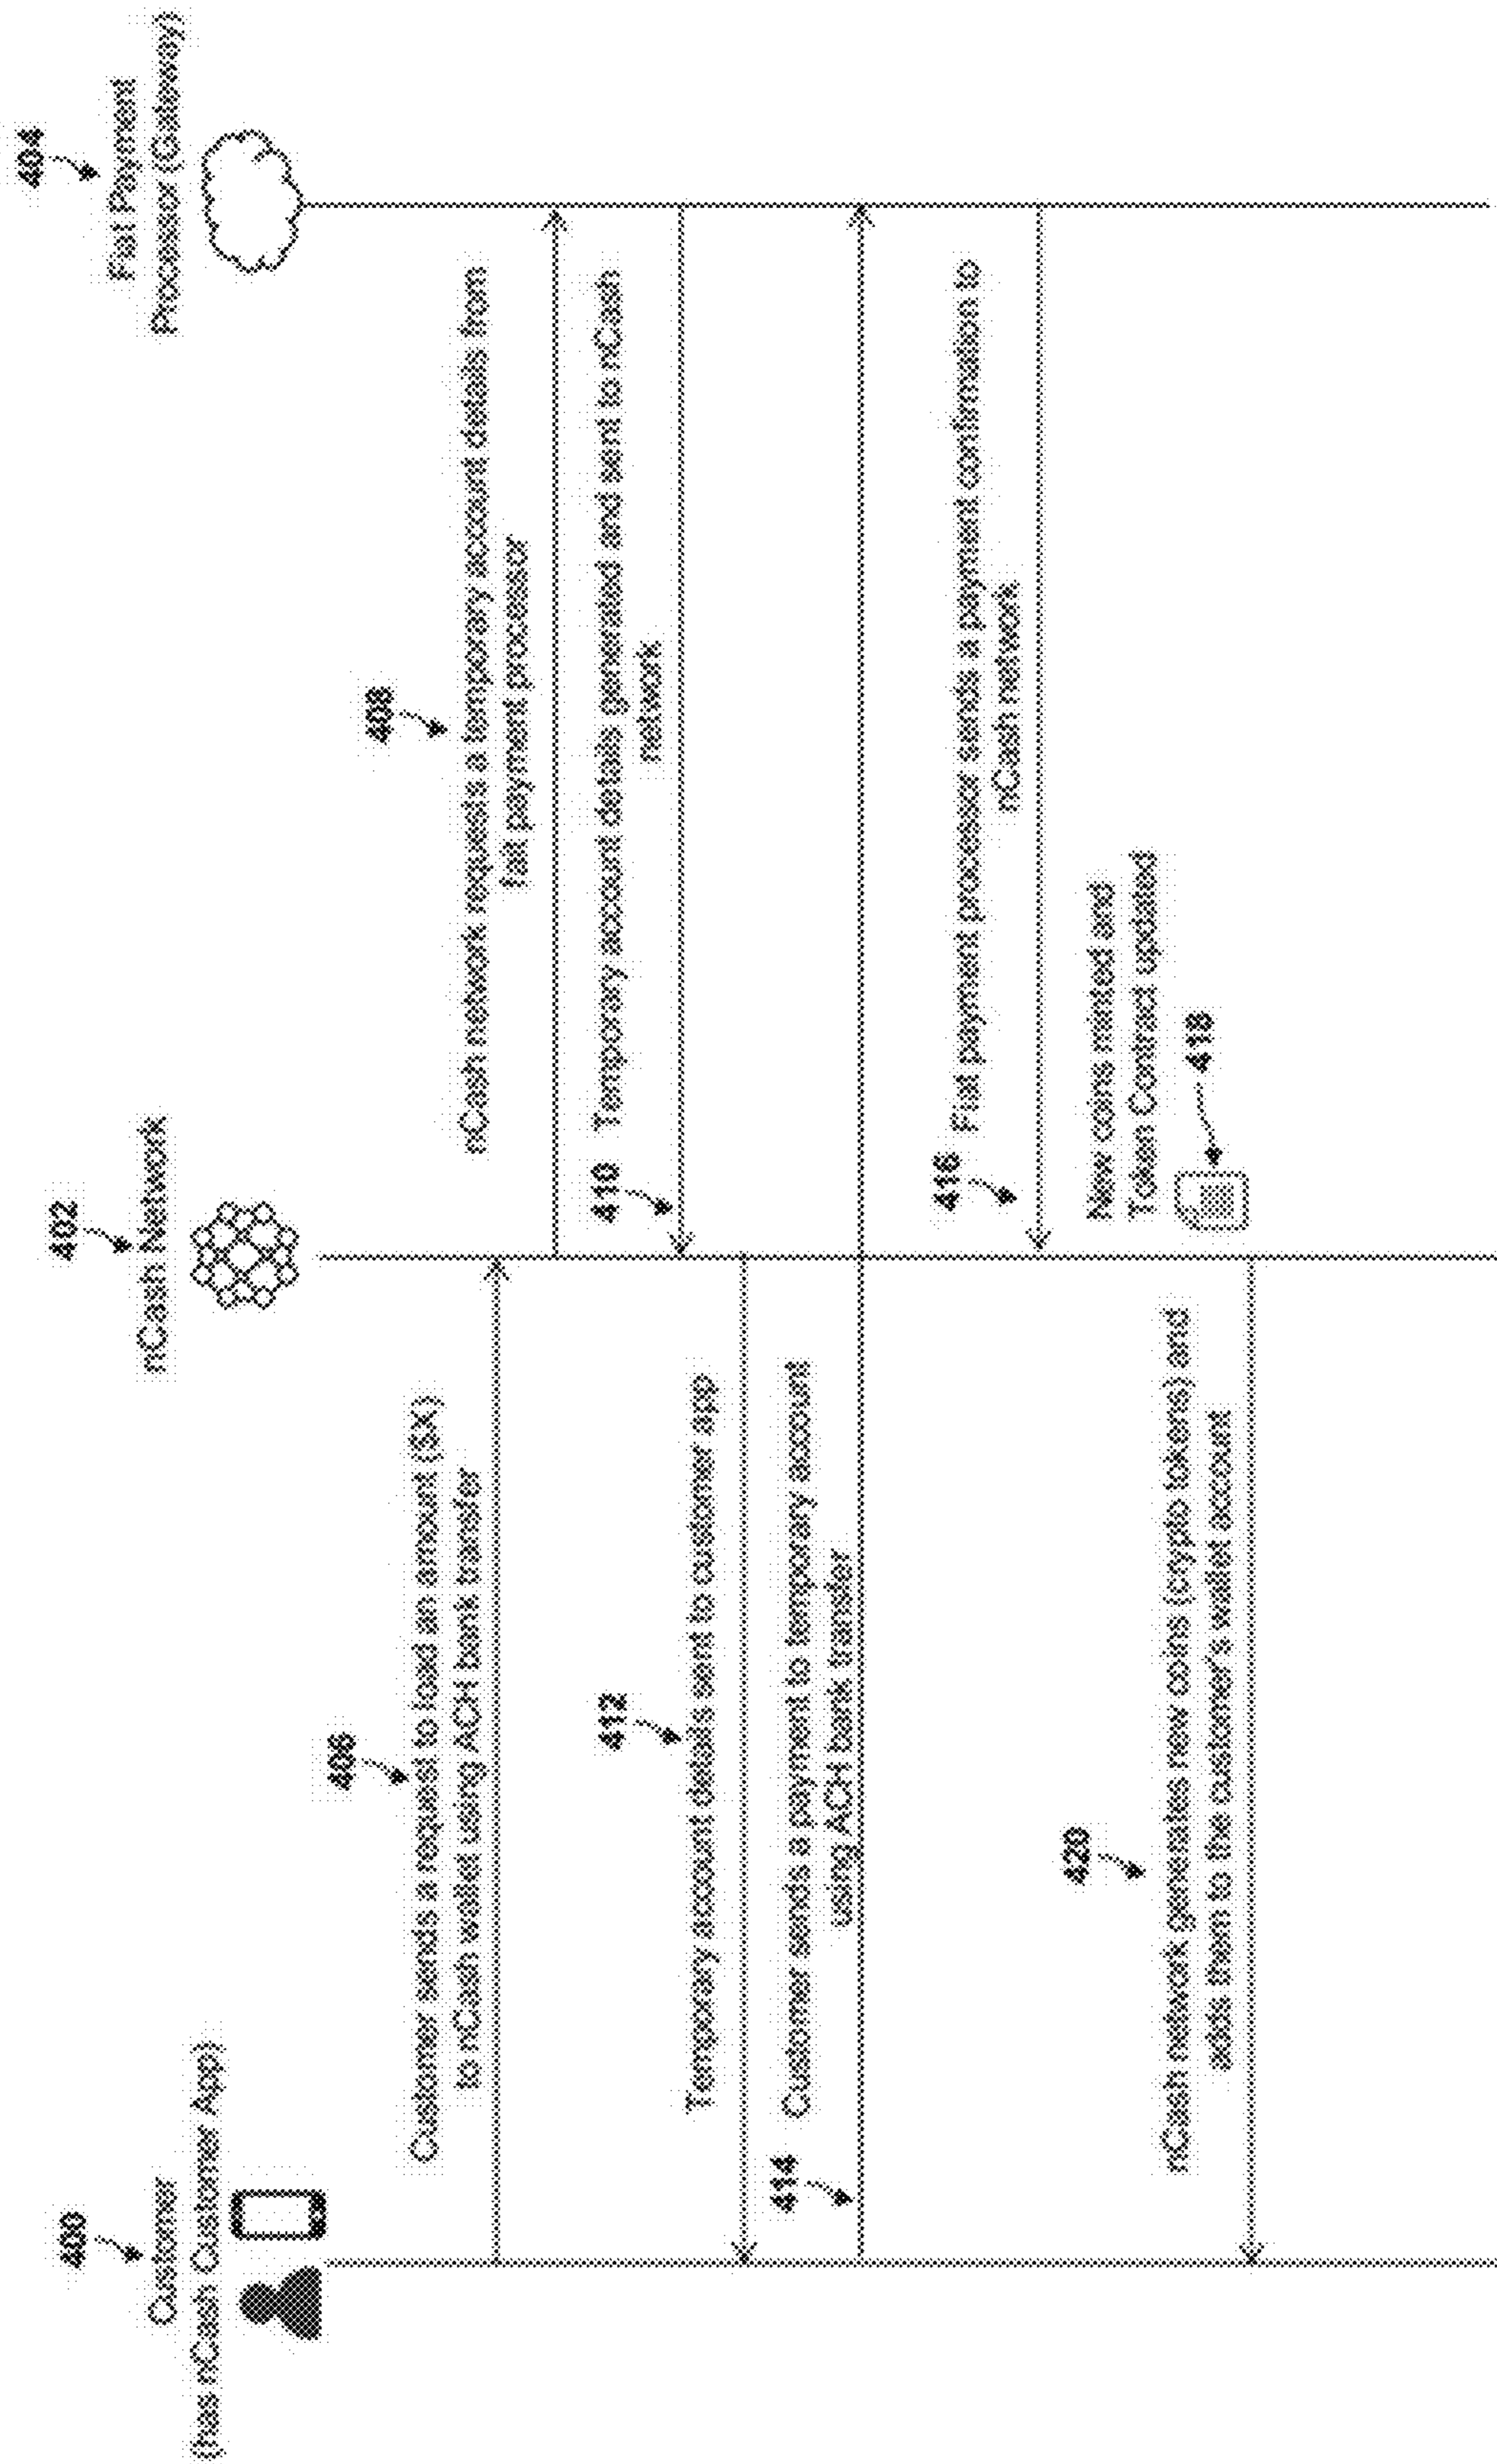 400
Customer
(has nCash Customer App)
402
nCash Network
404
Fiat Payment
Processor (Gateway)
406
Customer sends a request to load an amount ($X)
to nCash wallet using ACH bank transfer
408
nCash network requests a temporary account details from
fait payment processor
410
Temporary account details generated and sent to nCash
network
412
Temporary account details sent to customer app
414
Customer sends a payment to temporary account
using ACH bank transfer
416
Fiat payment processor sends a payment confirmation to
nCash network
New coins minted and
Token Contract updated
418
420
nCash network generates new coins (crypto tokens) and
adds them to the customer's wallet account